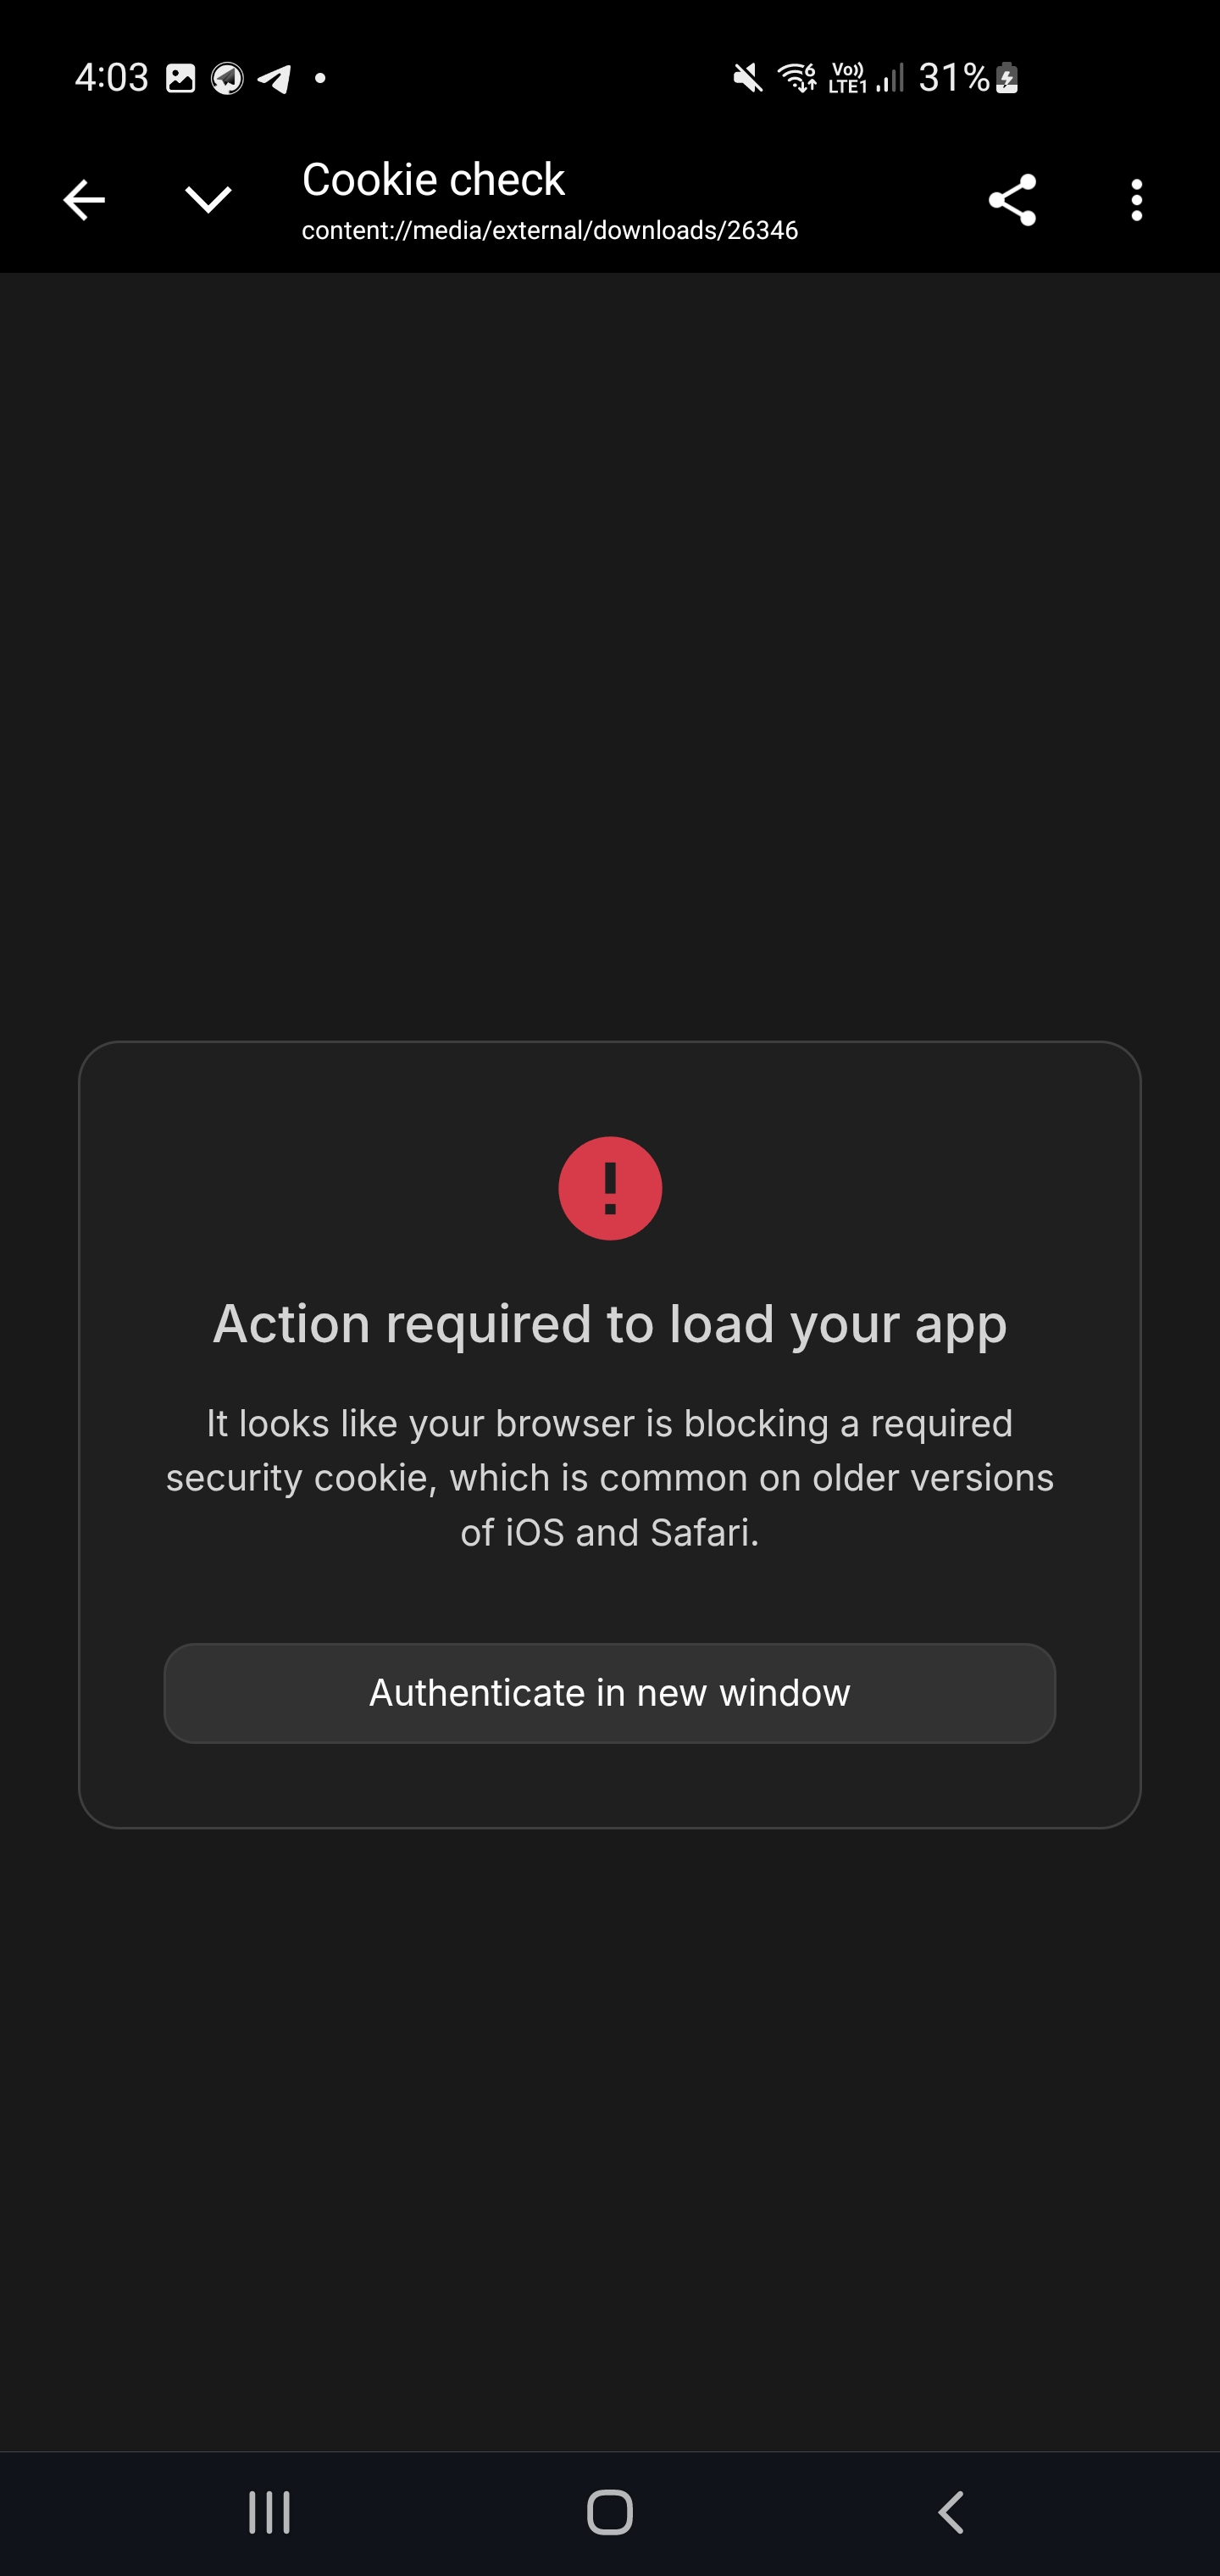 4:03
Vo)) LTE1 31%
Cookie check
content://media/external/downloads/26346
Action required to load your app
It looks like your browser is blocking a required
security cookie, which is common on older versions
of iOS and Safari.
Authenticate in new window